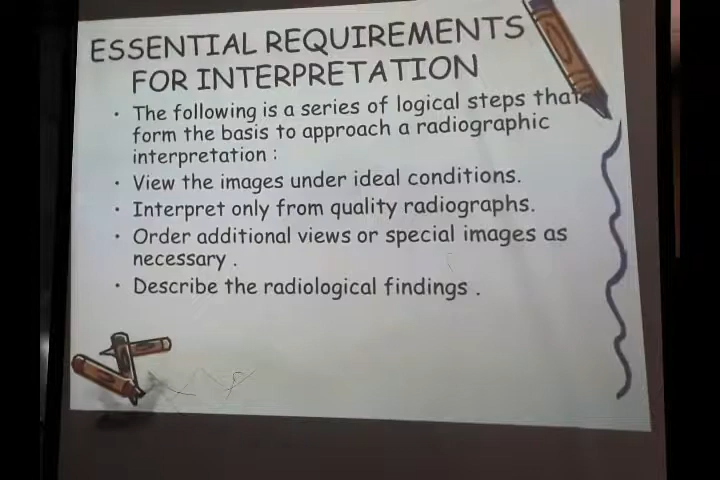 ESSENTIAL REQUIREMENTS
FOR INTERPRETATION
• The following is a series of logical steps that
form the basis to approach a radiographic
interpretation :
• View the images under ideal conditions.
• Interpret only from quality radiographs.
• Order additional views or special images as
necessary .
• Describe the radiological findings .